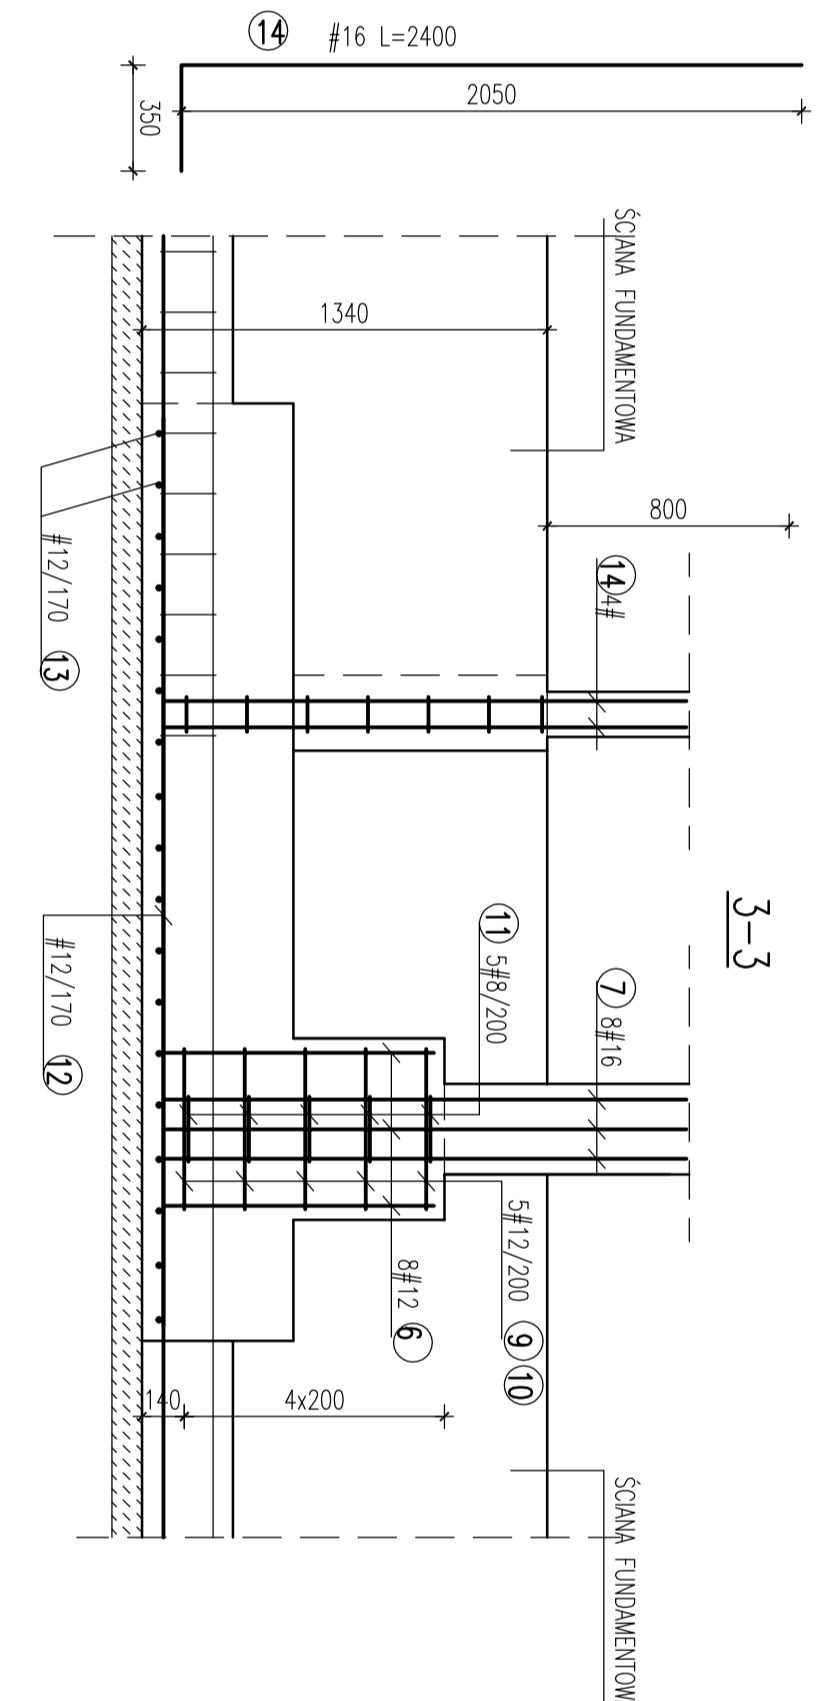 14 #16 L=2400
2050
350
ŚCIANA FUNDAMENTOWA
1340
800
14 4#
#12/170 13
3-3
11 5#8/200
7 8#16
#12/170 12
5#12/200 9 10
8#12 6
140
4x200
ŚCIANA FUNDAMENTOW